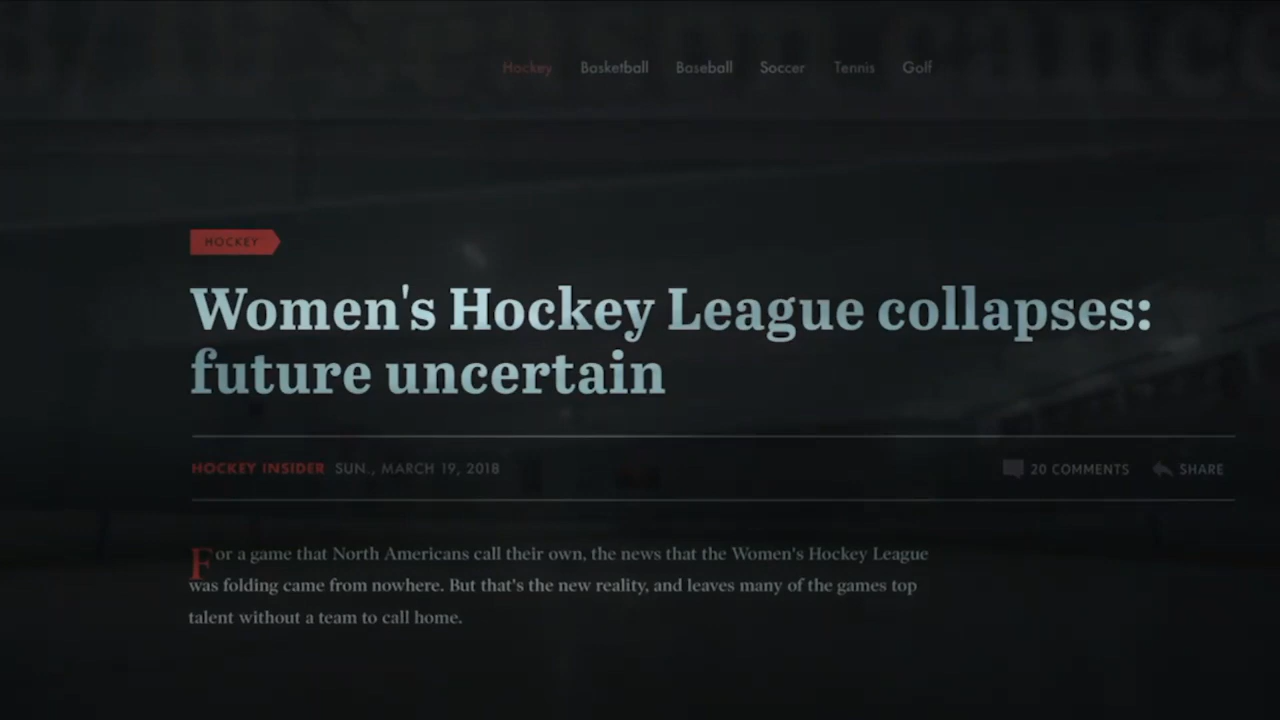 Hockey Basketball Baseball Soccer Tennis Golf
HOCKEY
Women's Hockey League collapses:
future uncertain
HOCKEY INSIDER SUN., MARCH 19, 2018
20 COMMENTS SHARE
For a game that North Americans call their own, the news that the Women's Hockey League
was folding came from nowhere. But that's the new reality, and leaves many of the games top
talent without a team to call home.